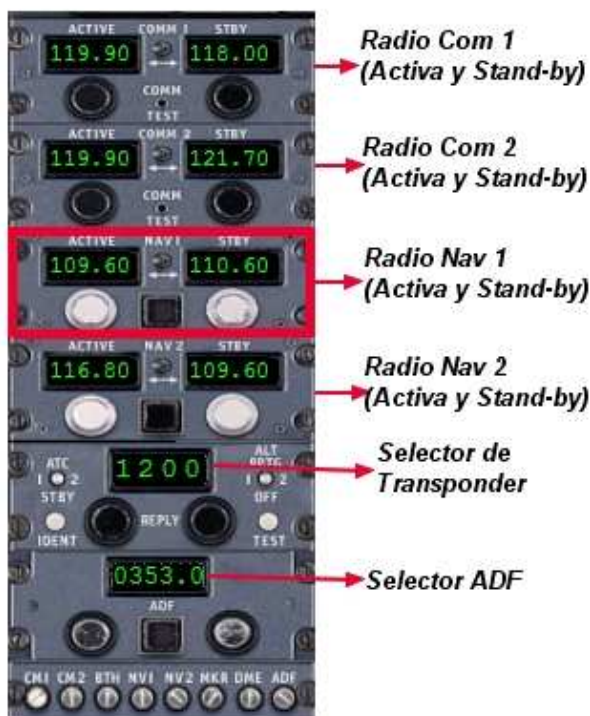 ACTIVE COMM 1 STBY
119.90 118.00
COMM
TEST
Radio Com 1
(Activa y Stand-by)
ACTIVE COMM 2 STBY
119.90 121.70
COMM
TEST
Radio Com 2
(Activa y Stand-by)
ACTIVE NAV1 STBY
109.60 110.60
Radio Nav 1
(Activa y Stand-by)
ACTIVE NAV 2 STBY
116.80 109.60
Radio Nav 2
(Activa y Stand-by)
ATC
1 2
STBY
IDENT
1200
REPLY
ALT
RPTG
1 2
OFF
TEST
Selector de
Transponder
0353.0
ADF
Selector ADF
CM1 CM2 BTH NV1 NV2 MKR DME ADF